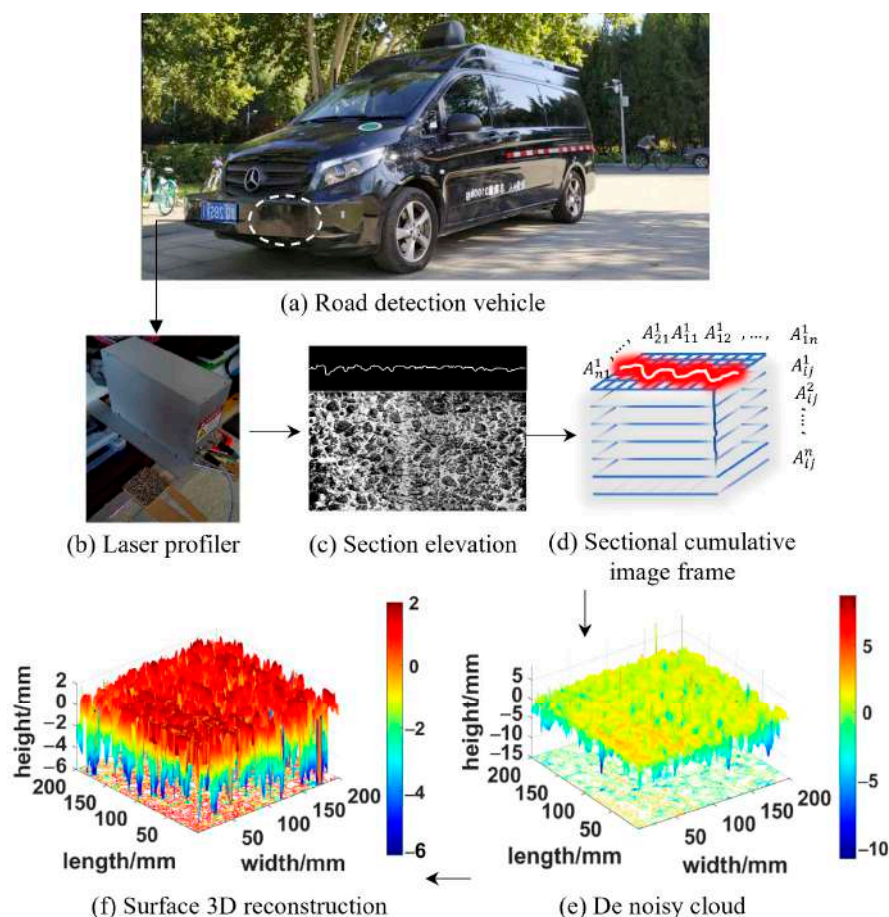 (a) Road detection vehicle
A¹₂₁ A¹₁₁ A¹₁₂ , …, A¹₁ₙ
, …,
A¹ₙ₁
A¹ᵢⱼ
A²ᵢⱼ
, …,
Aⁿᵢⱼ
(b) Laser profiler
(c) Section elevation
(d) Sectional cumulative
image frame
2
0
−2
−4
−6
height/mm
2
0
−2
−4
−6
200
150
100
50
length/mm
50
100
150
200
width/mm
5
0
−5
−10
height/mm
5
0
−5
−10
−15
200
150
100
50
length/mm
50
100
150
200
width/mm
(f) Surface 3D reconstruction
(e) De noisy cloud